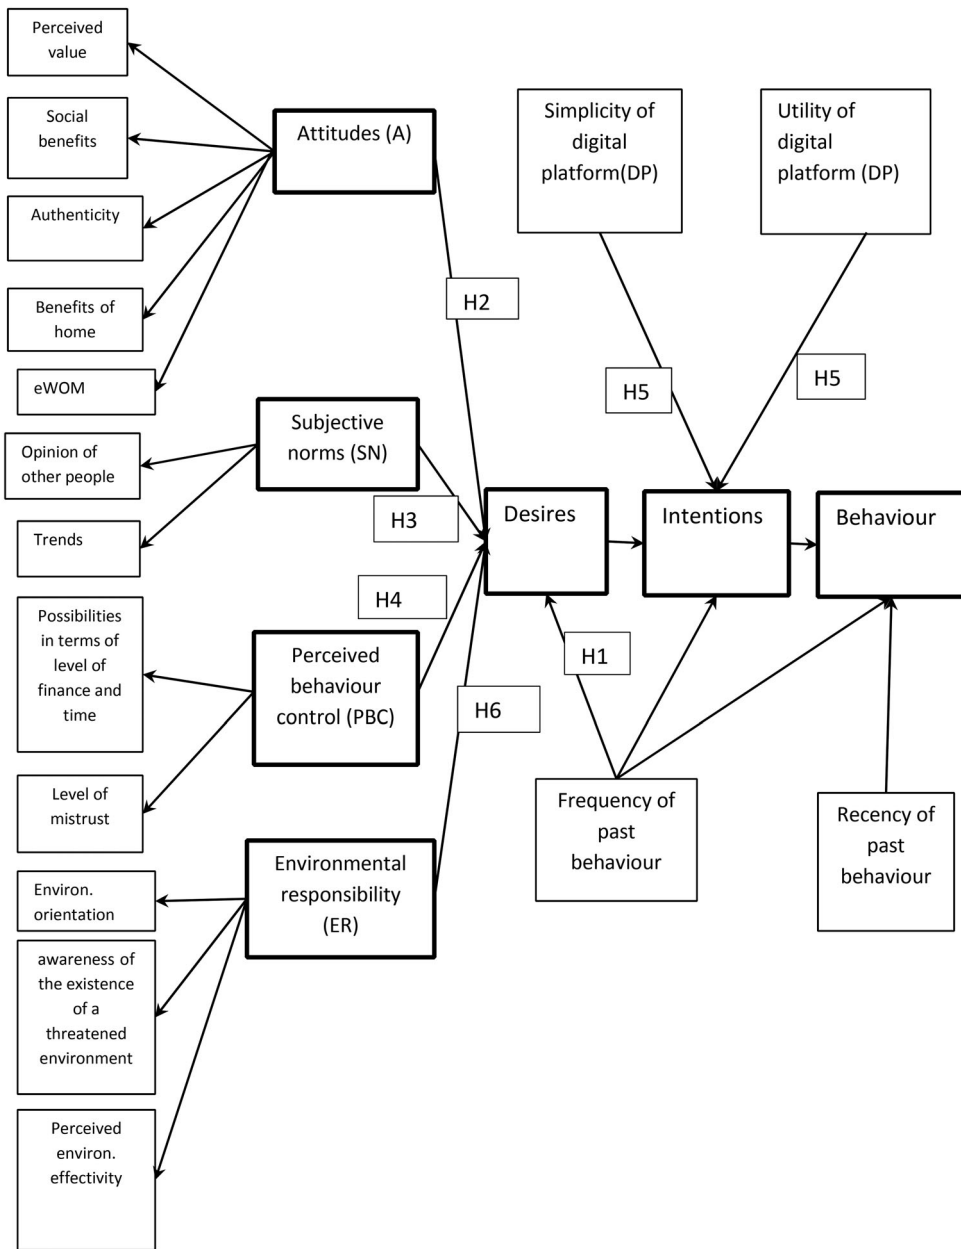 Perceived
value
Social
benefits
Authenticity
Benefits of
home
eWOM
Opinion of
other people
Trends
Possibilities
in terms of
level of
finance and
time
Level of
mistrust
Environ.
orientation
awareness of
the existence
of a
threatened
environment
Perceived
environ.
effectivity
Attitudes (A)
Subjective
norms (SN)
Perceived
behaviour
control (PBC)
Environmental
responsibility
(ER)
H2
H3
H4
H6
Simplicity of
digital
platform(DP)
Utility of
digital
platform (DP)
H5
H5
Desires
Intentions
Behaviour
H1
Frequency of
past
behaviour
Recency of
past
behaviour